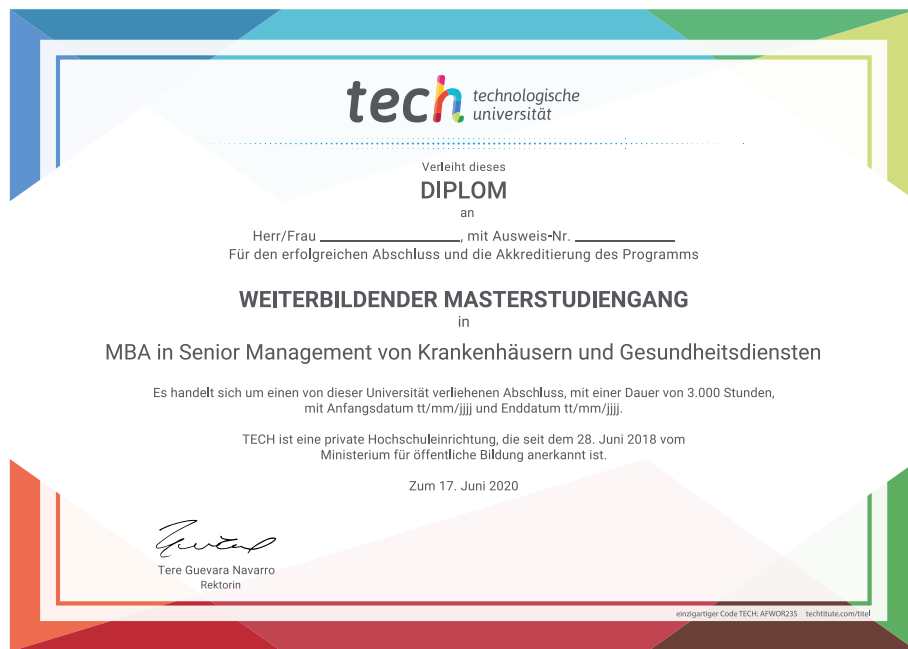 tech technologische
universität
Verleiht dieses
DIPLOM
an
Herr/Frau ____________________, mit Ausweis-Nr. ______________
Für den erfolgreichen Abschluss und die Akkreditierung des Programms
WEITERBILDENDER MASTERSTUDIENGANG
in
MBA in Senior Management von Krankenhäusern und Gesundheitsdiensten
Es handelt sich um einen von dieser Universität verliehenen Abschluss, mit einer Dauer von 3.000 Stunden,
mit Anfangsdatum tt/mm/jjjj und Enddatum tt/mm/jjjj.
TECH ist eine private Hochschuleinrichtung, die seit dem 28. Juni 2018 vom
Ministerium für öffentliche Bildung anerkannt ist.
Zum 17. Juni 2020
Tere Guevara Navarro
Rektorin
einzigartiger Code TECH: AFWOR23S techtitute.com/titel